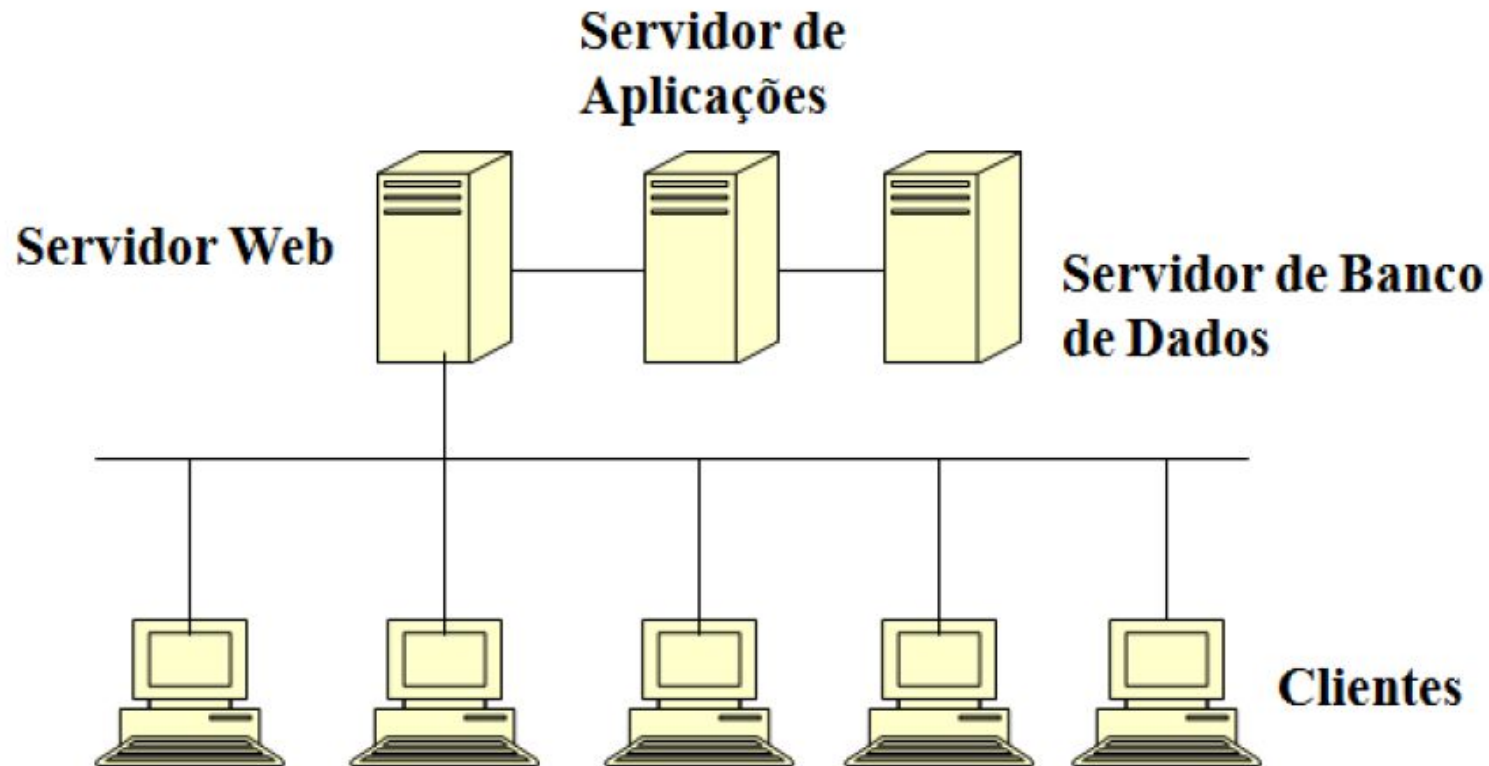 Servidor de
Aplicações
Servidor Web
Servidor de Banco
de Dados
Clientes